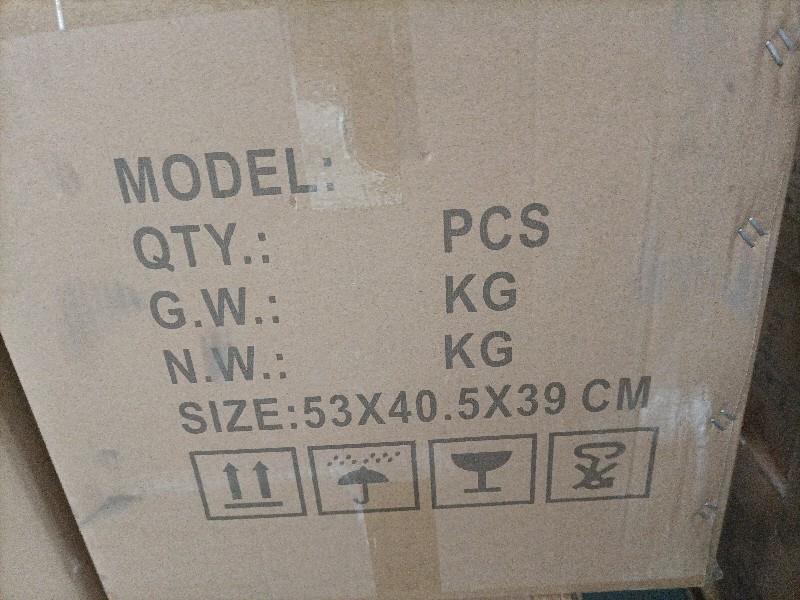 MODEL:
QTY.: PCS
G.W.: KG
N.W.: KG
SIZE:53X40.5X39 CM